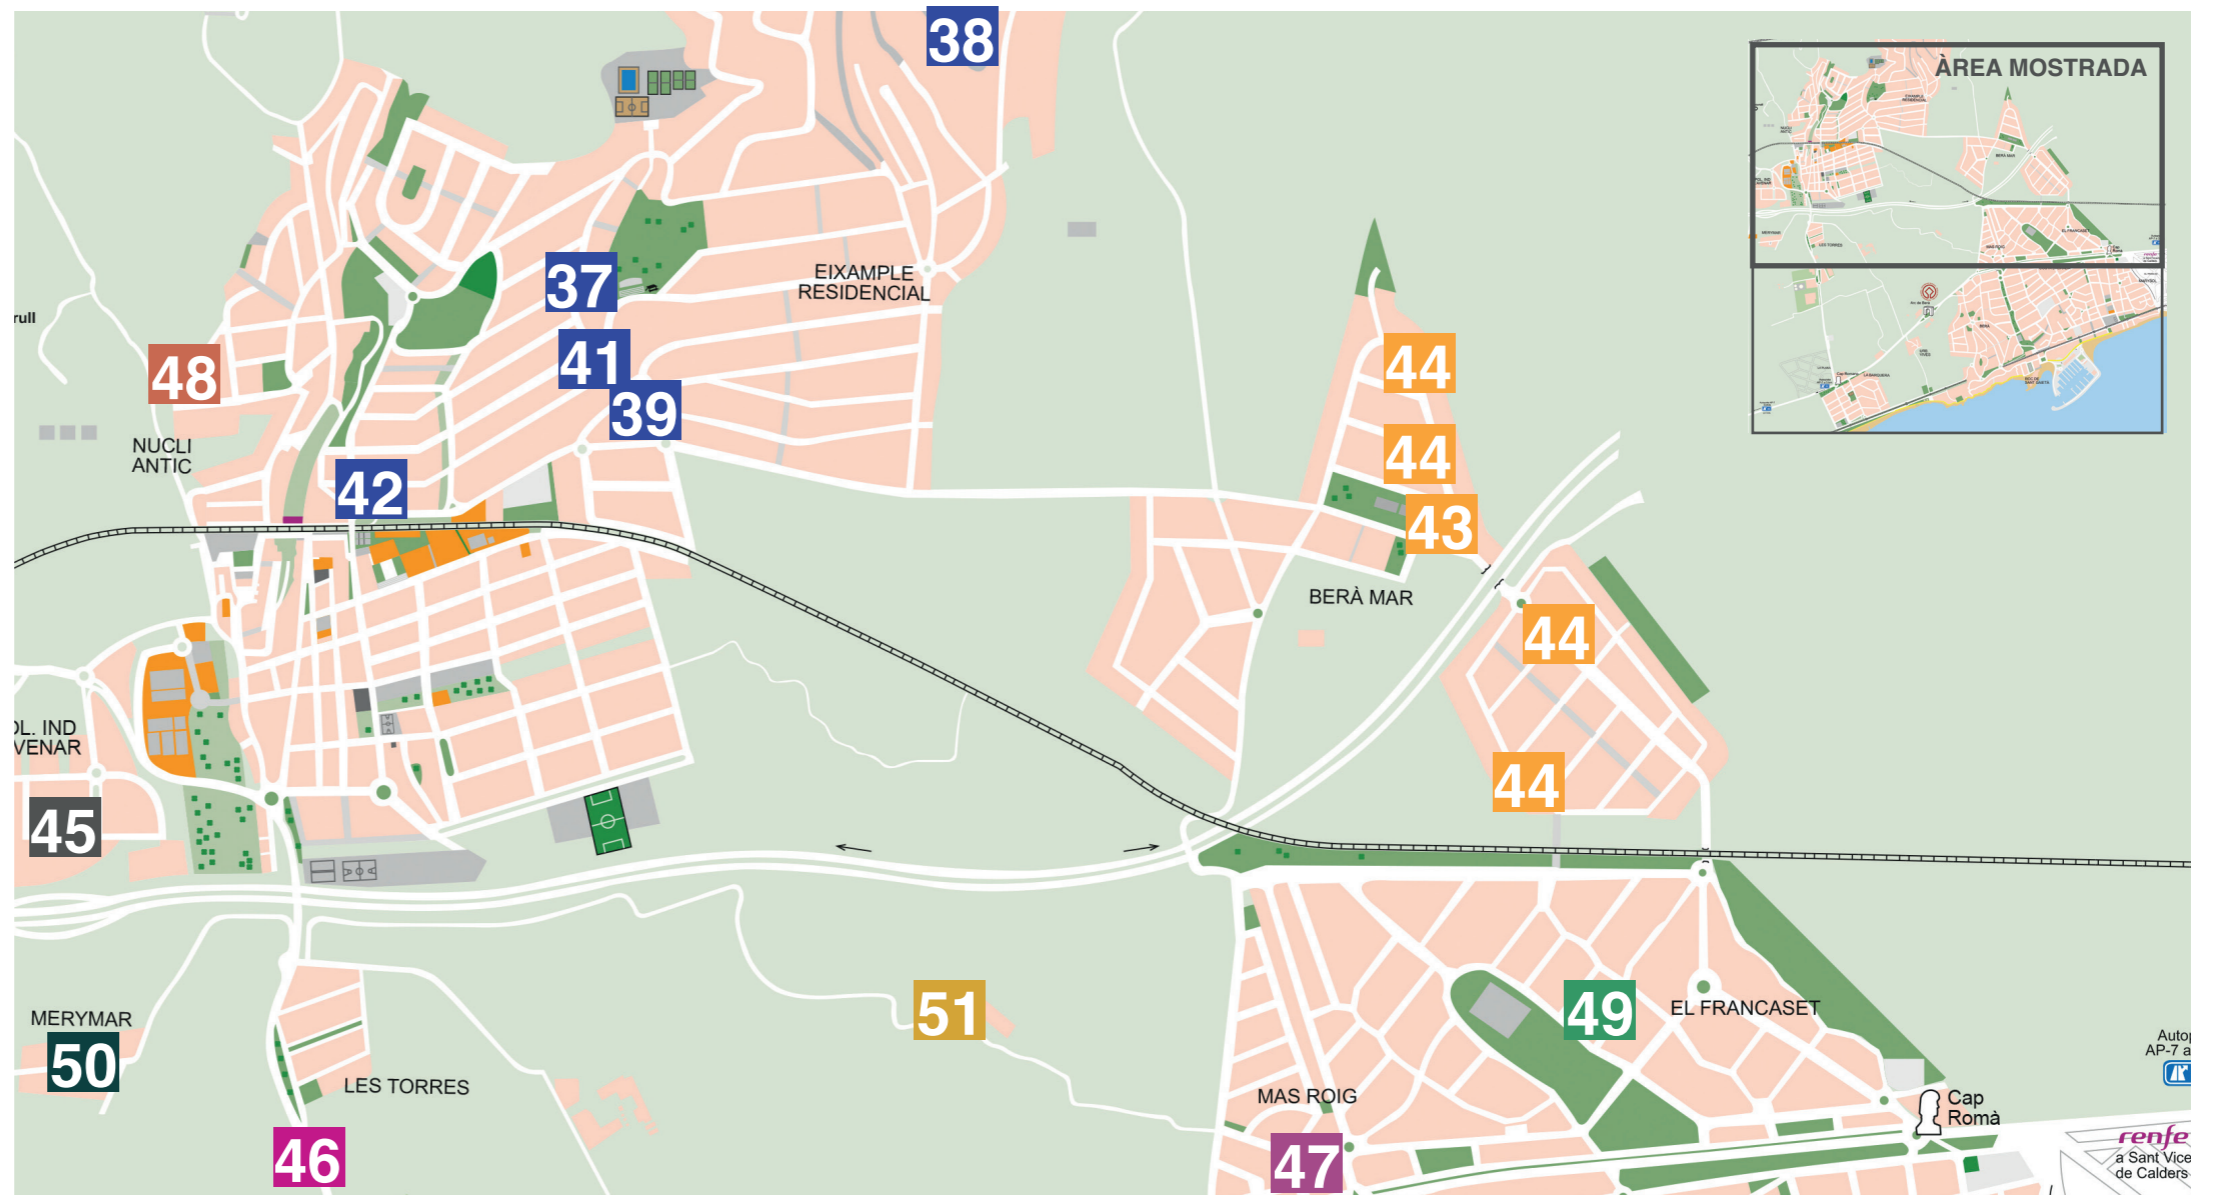 38
ÀREA MOSTRADA
37
EIXAMPLE
RESIDENCIAL
rull
41
48
44
39
NUCLI
ANTIC
44
42
43
BERÀ MAR
44
OL. IND
VENAR
44
45
51
49
EL FRANCASET
MERYMAR
50
LES TORRES
MAS ROIG
Cap
Romà
Autop
AP-7 a
46
47
renfe
a Sant Vice
de Calders